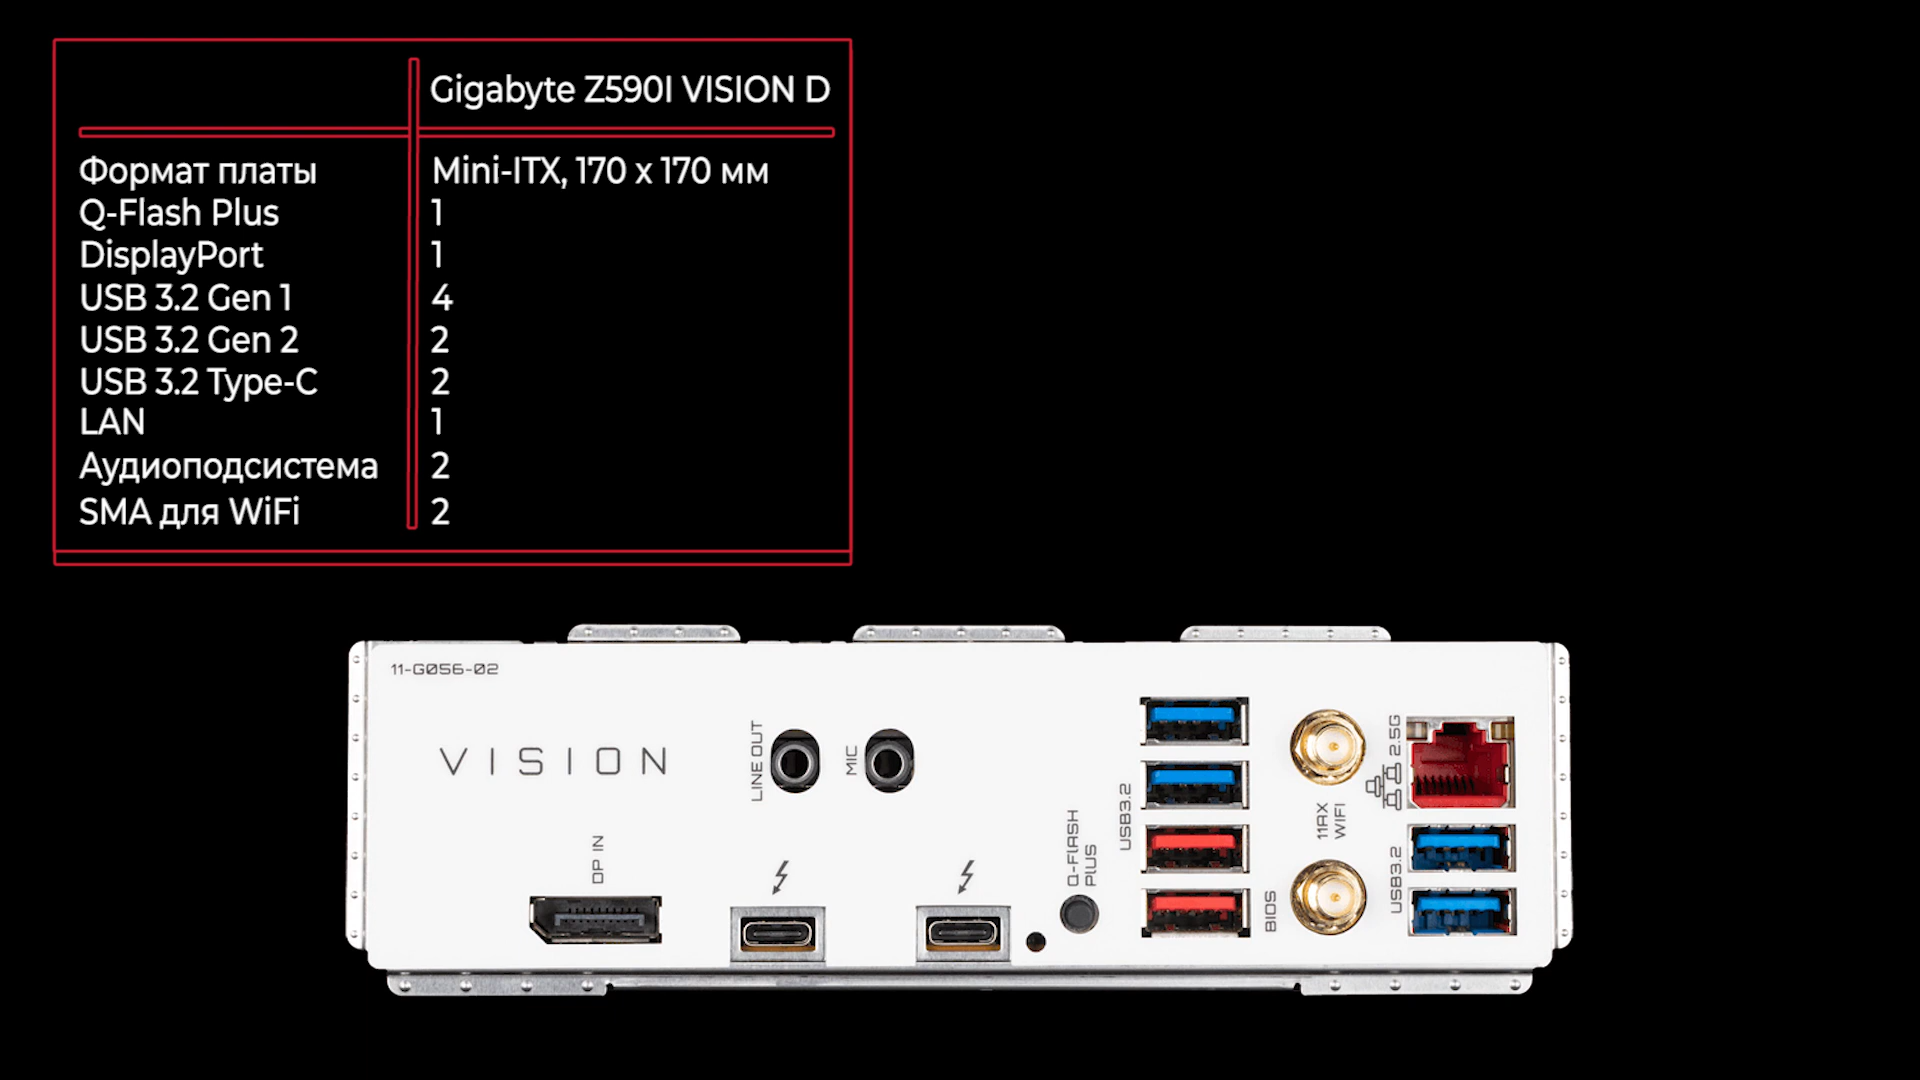 Gigabyte Z590I VISION D
Формат платы Mini-ITX, 170 x 170 мм
Q-Flash Plus 1
DisplayPort 1
USB 3.2 Gen 1 4
USB 3.2 Gen 2 2
USB 3.2 Type-C 2
LAN 1
Аудиоподсистема 2
SMA для WiFi 2
11-G056-02
VISION
LINE OUT
MIC
DP IN
Q-FLASH
PLUS
USB3.2
BIOS
11AX
WIFI
2.5G
USB3.2